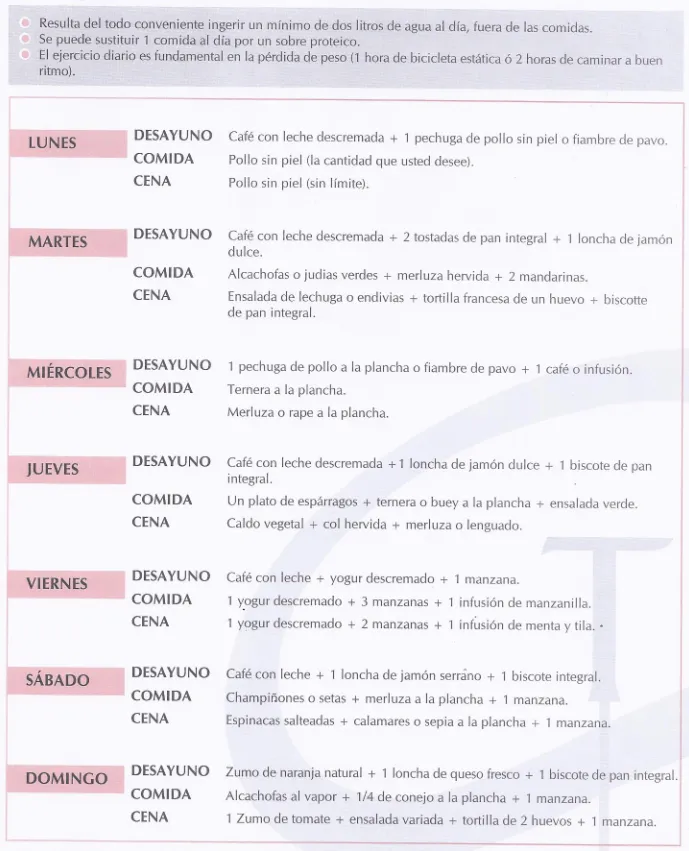 Resulta del todo conveniente ingerir un mínimo de dos litros de agua al día, fuera de las comidas.
Se puede sustituir 1 comida al día por un sobre proteico.
El ejercicio diario es fundamental en la pérdida de peso (1 hora de bicicleta estática ó 2 horas de caminar a buen
ritmo).
LUNES
DESAYUNO Café con leche descremada + 1 pechuga de pollo sin piel o fiambre de pavo.
COMIDA Pollo sin piel (la cantidad que usted desee).
CENA Pollo sin piel (sin límite).
MARTES
DESAYUNO Café con leche descremada + 2 tostadas de pan integral + 1 loncha de jamón
dulce.
COMIDA Alcachofas o judias verdes + merluza hervida + 2 mandarinas.
CENA Ensalada de lechuga o endivias + tortilla francesa de un huevo + biscotte
de pan integral.
MIÉRCOLES
DESAYUNO 1 pechuga de pollo a la plancha o fiambre de pavo + 1 café o infusión.
COMIDA Ternera a la plancha.
CENA Merluza o rape a la plancha.
JUEVES
DESAYUNO Café con leche descremada +1 loncha de jamón dulce + 1 biscote de pan
integral.
COMIDA Un plato de espárragos + ternera o buey a la plancha + ensalada verde.
CENA Caldo vegetal + col hervida + merluza o lenguado.
VIERNES
DESAYUNO Café con leche + yogur descremado + 1 manzana.
COMIDA 1 yogur descremado + 3 manzanas + 1 infusión de manzanilla.
CENA 1 yogur descremado + 2 manzanas + 1 infusión de menta y tila.
SÁBADO
DESAYUNO Café con leche + 1 loncha de jamón serrano + 1 biscote integral.
COMIDA Champiñones o setas + merluza a la plancha + 1 manzana.
CENA Espinacas salteadas + calamares o sepia a la plancha + 1 manzana.
DOMINGO
DESAYUNO Zumo de naranja natural + 1 loncha de queso fresco + 1 biscote de pan integral.
COMIDA Alcachofas al vapor + 1/4 de conejo a la plancha + 1 manzana.
CENA 1 Zumo de tomate + ensalada variada + tortilla de 2 huevos + 1 manzana.